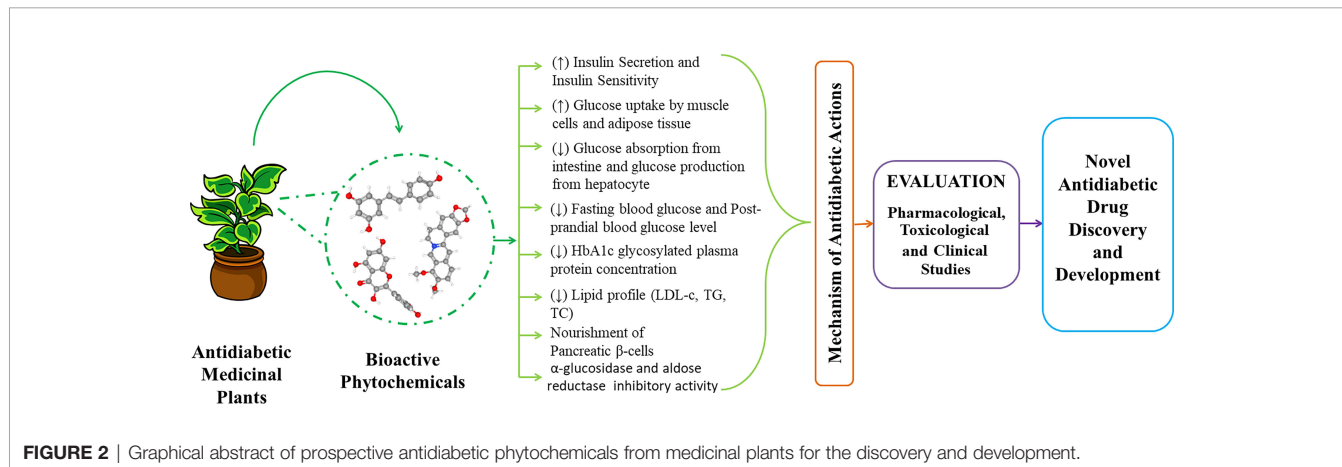 Antidiabetic
Medicinal
Plants
Bioactive
Phytochemicals
(↑) Insulin Secretion and
Insulin Sensitivity
(↑) Glucose uptake by muscle
cells and adipose tissue
(↓) Glucose absorption from
intestine and glucose production
from hepatocyte
(↓) Fasting blood glucose and Post-
prandial blood glucose level
(↓) HbA1c glycosylated plasma
protein concentration
(↓) Lipid profile (LDL-c, TG,
TC)
Nourishment of
Pancreatic β-cells
α-glucosidase and aldose
reductase inhibitory activity
Mechanism of Antidiabetic Actions
EVALUATION
Pharmacological,
Toxicological
and Clinical
Studies
Novel
Antidiabetic
Drug
Discovery
and
Development
FIGURE 2 | Graphical abstract of prospective antidiabetic phytochemicals from medicinal plants for the discovery and development.